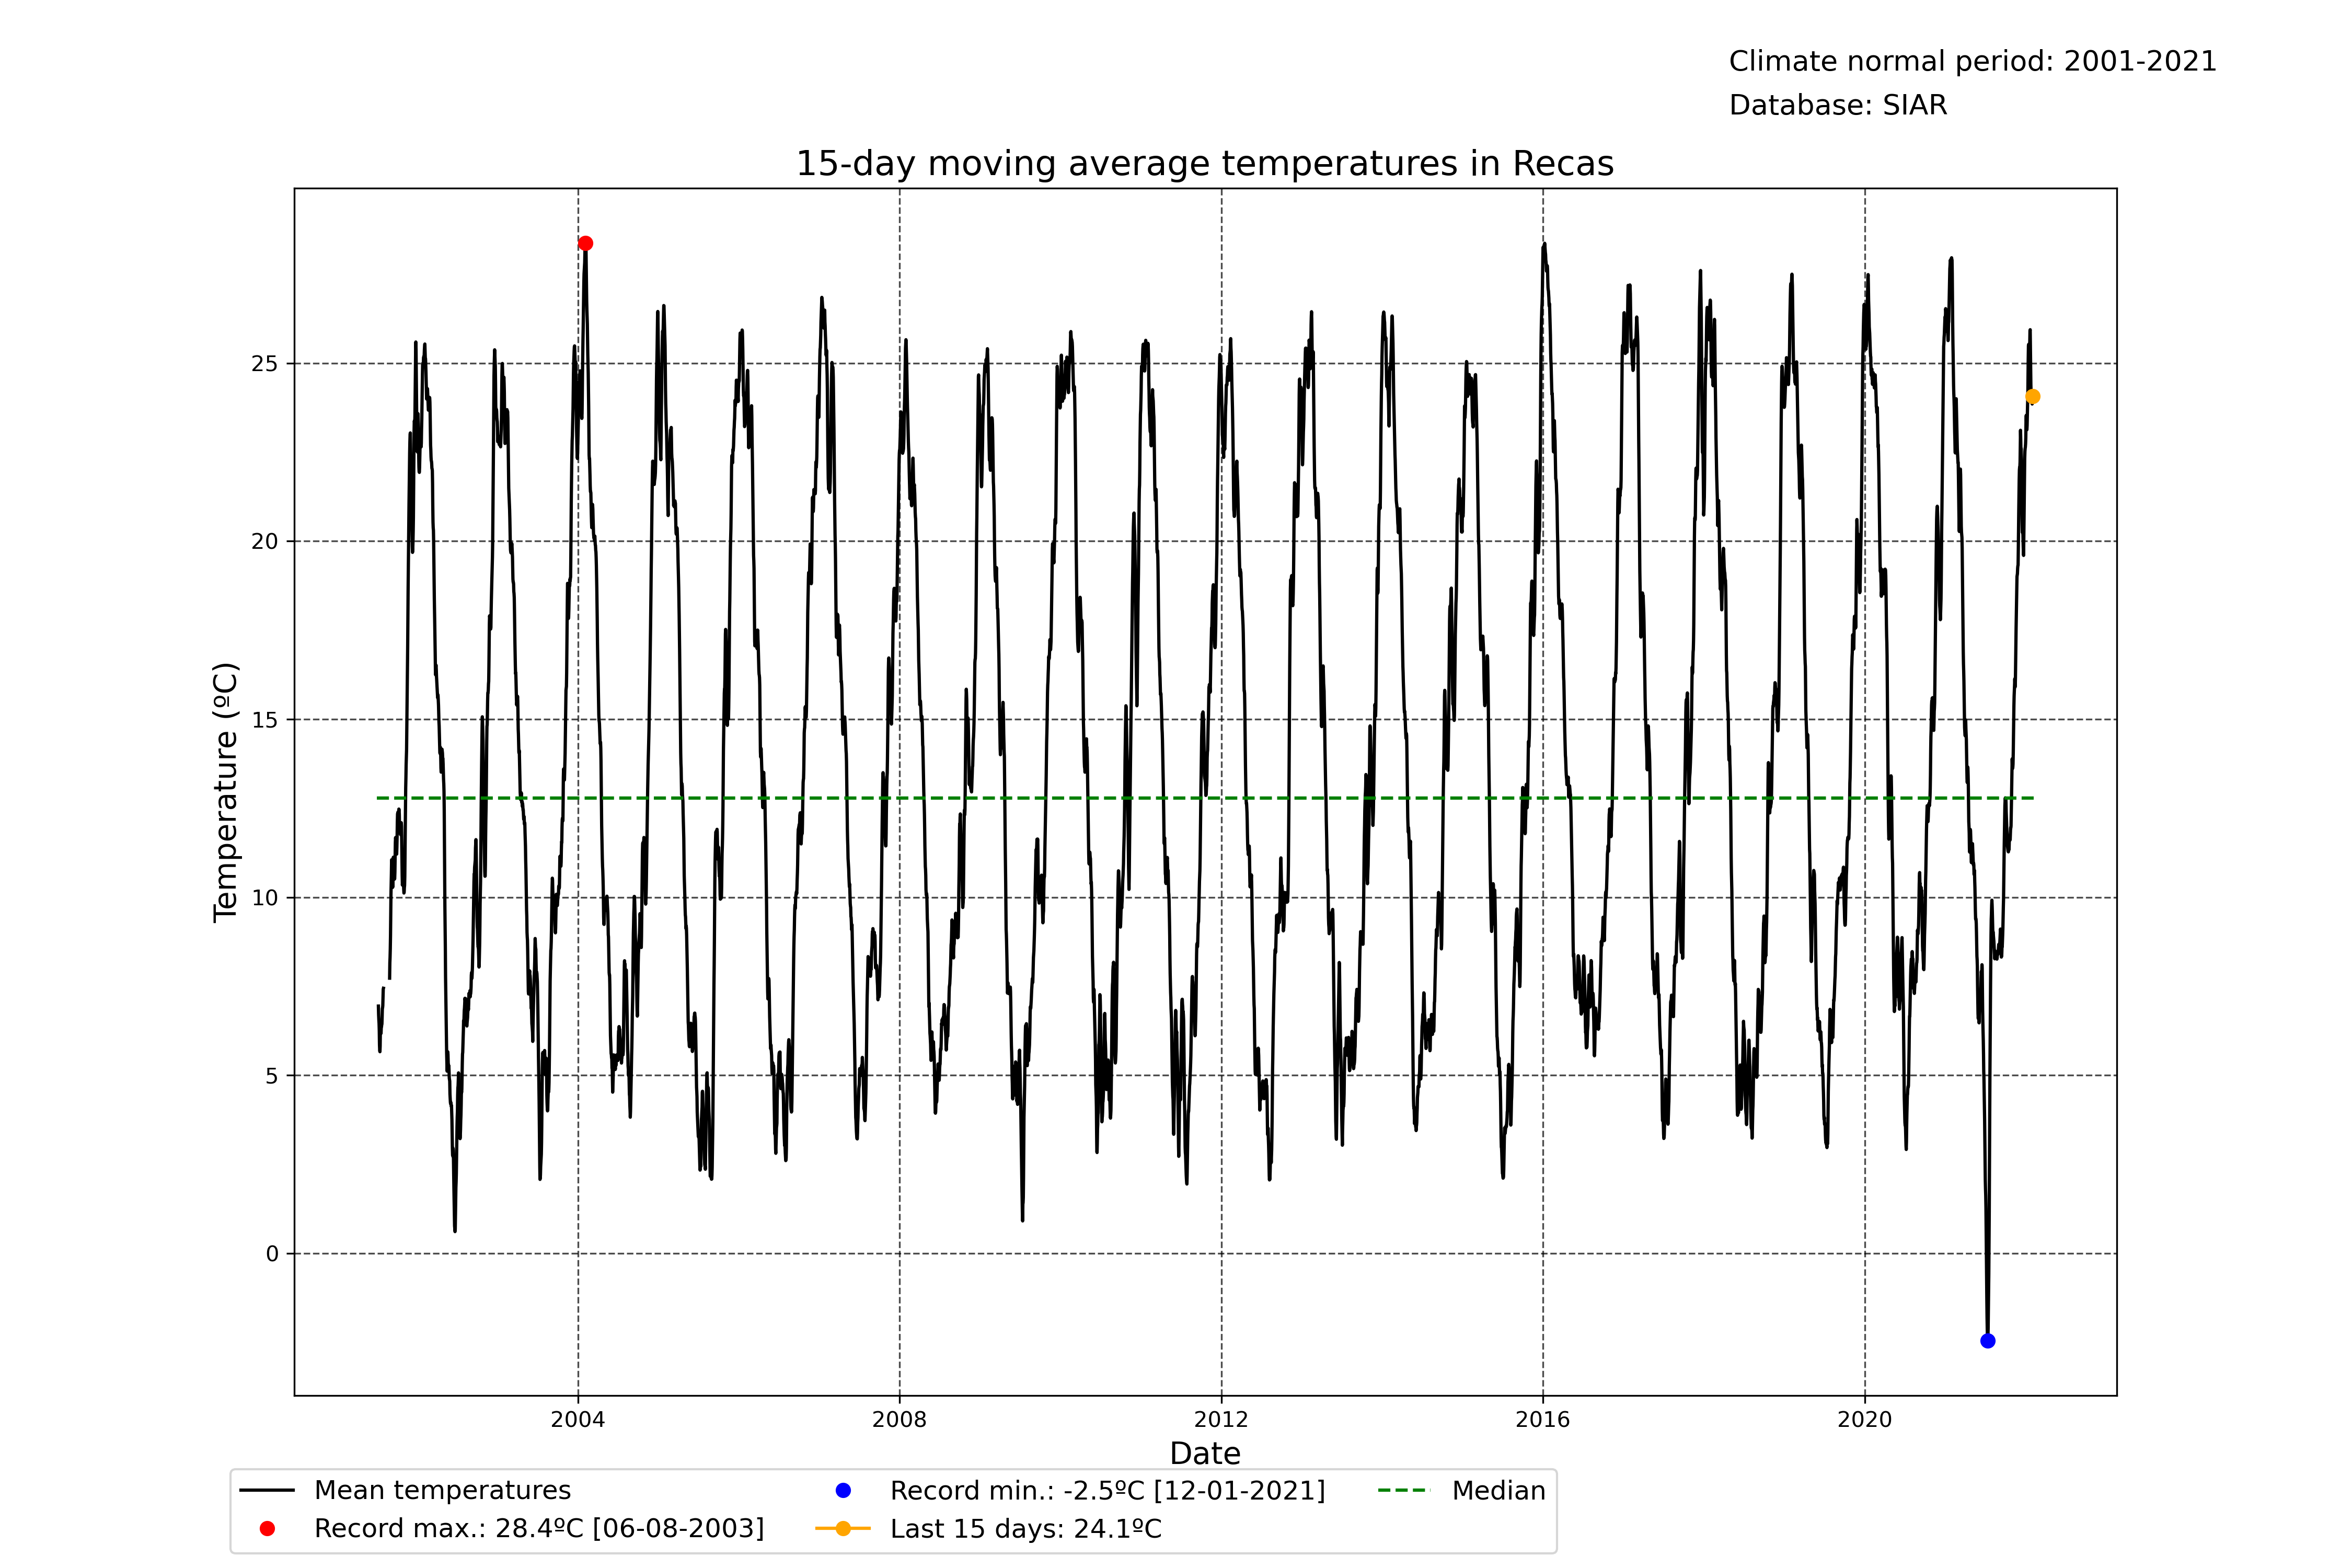 Climate normal period: 2001-2021
Database: SIAR
15-day moving average temperatures in Recas
25
20
15
10
5
0
Temperature (ºC)
2004 2008 2012 2016 2020
Date
Mean temperatures
Record max.: 28.4ºC [06-08-2003]
Record min.: -2.5ºC [12-01-2021]
Last 15 days: 24.1ºC
Median